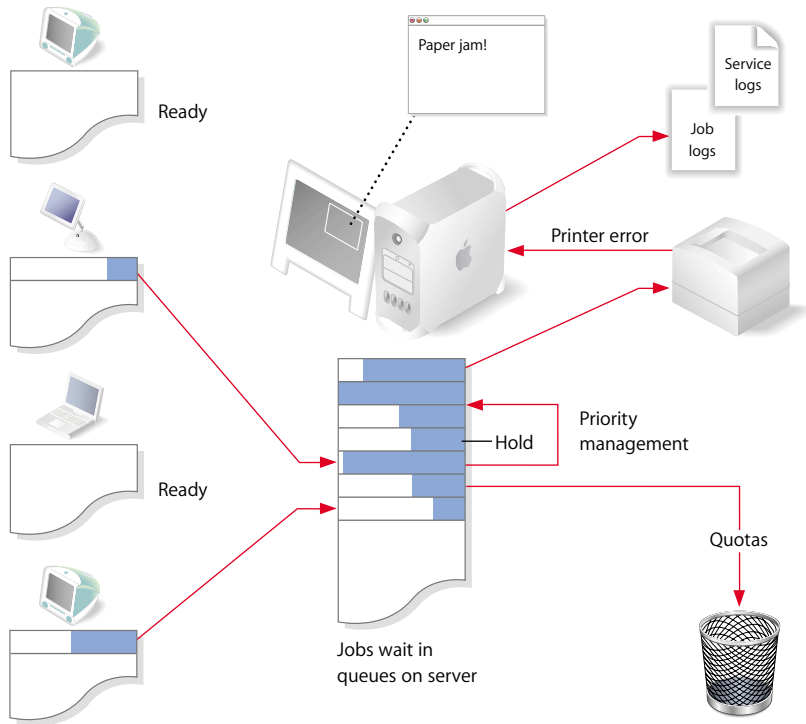 Paper jam!
Service
logs
Job
logs
Ready
Printer error
Priority
management
Hold
Ready
Quotas
Jobs wait in
queues on server